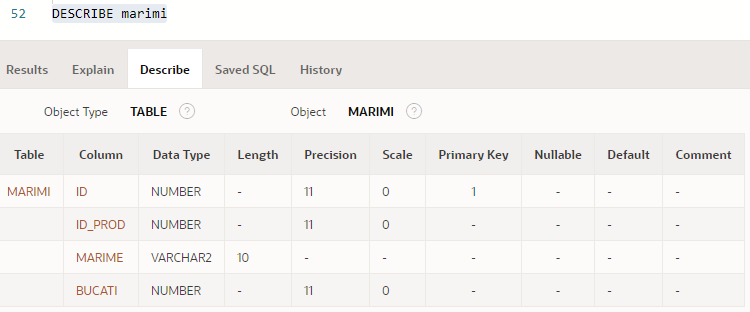 52 DESCRIBE marimi
Results Explain Describe Saved SQL History
Object Type TABLE ? Object MARIMI ?
Table Column Data Type Length Precision Scale Primary Key Nullable Default Comment
MARIMI ID NUMBER - 11 0 1 - - -
ID_PROD NUMBER - 11 0 - - - -
MARIME VARCHAR2 10 - - - - - -
BUCATI NUMBER - 11 0 - - - -